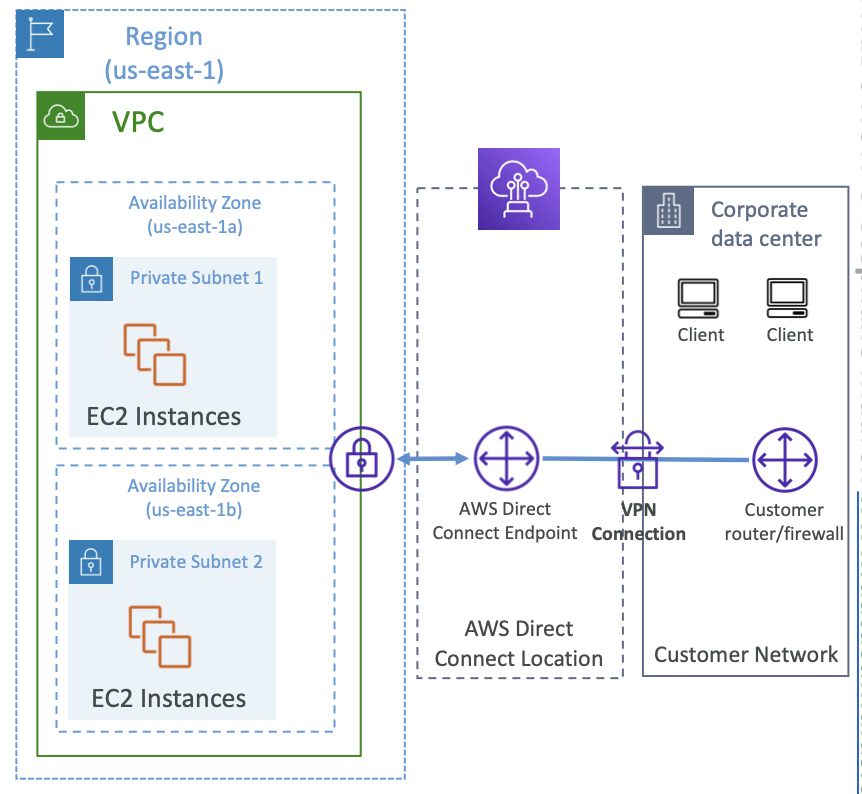 Region
(us-east-1)
VPC
Availability Zone
(us-east-1a)
Private Subnet 1
EC2 Instances
Availability Zone
(us-east-1b)
Private Subnet 2
EC2 Instances
AWS Direct
Connect Endpoint
AWS Direct
Connect Location
VPN
Connection
Corporate
data center
Client
Client
Customer
router/firewall
Customer Network